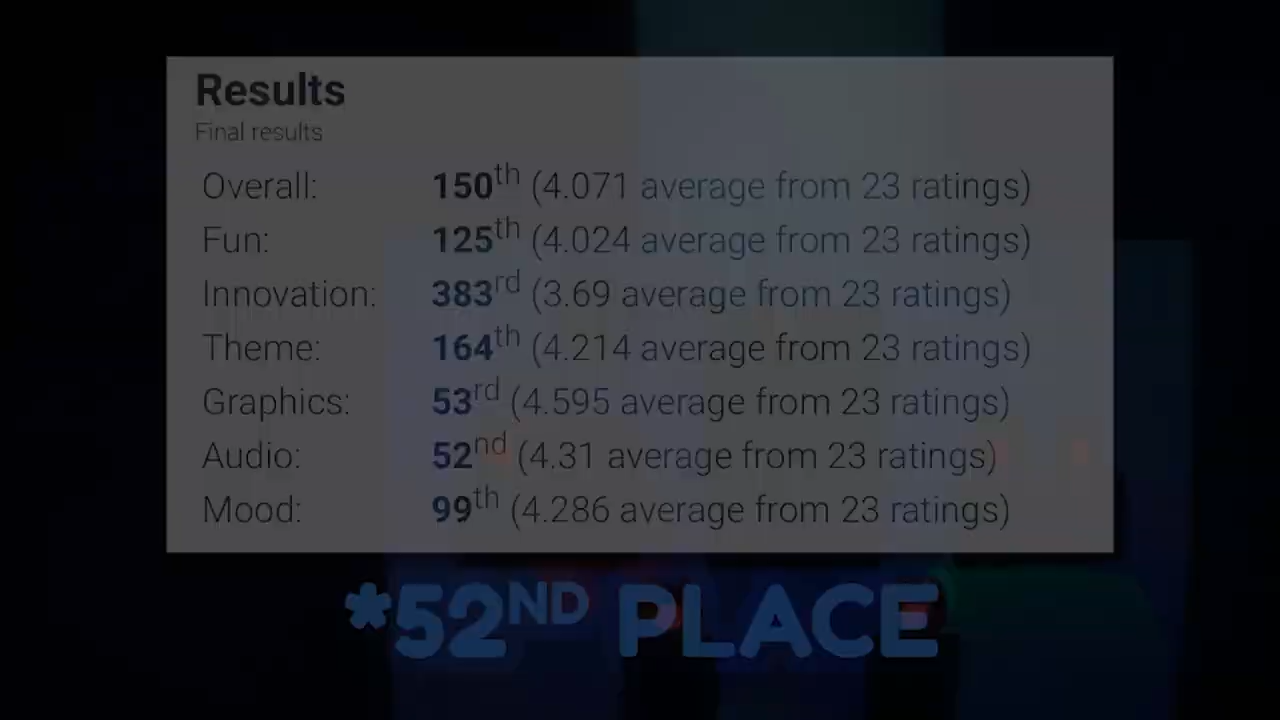 Results
Final results
Overall: 150th (4.071 average from 23 ratings)
Fun: 125th (4.024 average from 23 ratings)
Innovation: 383rd (3.69 average from 23 ratings)
Theme: 164th (4.214 average from 23 ratings)
Graphics: 53rd (4.595 average from 23 ratings)
Audio: 52nd (4.31 average from 23 ratings)
Mood: 99th (4.286 average from 23 ratings)
*52ND PLACE